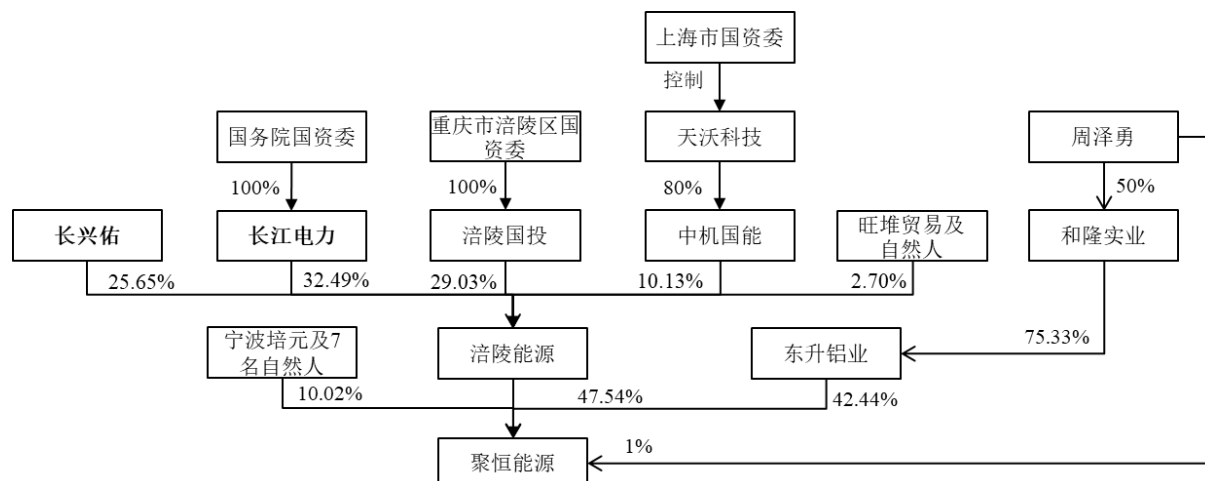 上海市国资委
控制
国务院国资委
重庆市涪陵区国
资委
天沃科技
周泽勇
100%
100%
80%
50%
长兴佑
长江电力
涪陵国投
中机国能
旺堆贸易及
自然人
和隆实业
25.65%
32.49%
29.03%
10.13%
2.70%
宁波培元及7
名自然人
涪陵能源
东升铝业
75.33%
10.02%
47.54%
42.44%
聚恒能源
1%